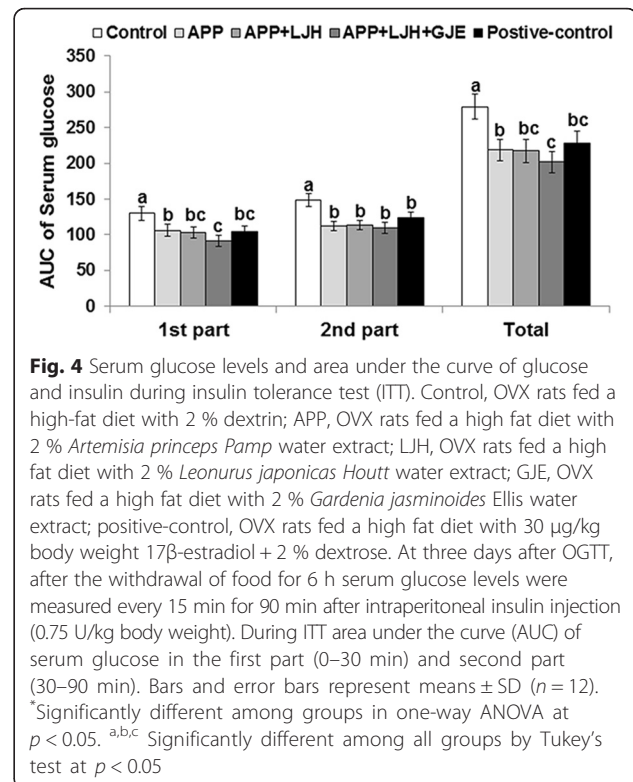 Control APP APP+LJH APP+LJH+GJE Postive-control
350
300
250
200
150
100
50
0
AUC of Serum glucose
a b bc c bc
a b b b b
a b bc c bc
1st part 2nd part Total
Fig. 4 Serum glucose levels and area under the curve of glucose
and insulin during insulin tolerance test (ITT). Control, OVX rats fed a
high-fat diet with 2 % dextrin; APP, OVX rats fed a high fat diet with
2 % Artemisia princeps Pamp water extract; LJH, OVX rats fed a high
fat diet with 2 % Leonurus japonicas Houtt water extract; GJE, OVX
rats fed a high fat diet with 2 % Gardenia jasminoides Ellis water
extract; positive-control, OVX rats fed a high fat diet with 30 μg/kg
body weight 17β-estradiol + 2 % dextrose. At three days after OGTT,
after the withdrawal of food for 6 h serum glucose levels were
measured every 15 min for 90 min after intraperitoneal insulin injection
(0.75 U/kg body weight). During ITT area under the curve (AUC) of
serum glucose in the first part (0–30 min) and second part
(30–90 min). Bars and error bars represent means ± SD (n = 12).
*Significantly different among groups in one-way ANOVA at
p < 0.05. a,b,c Significantly different among all groups by Tukey's
test at p < 0.05